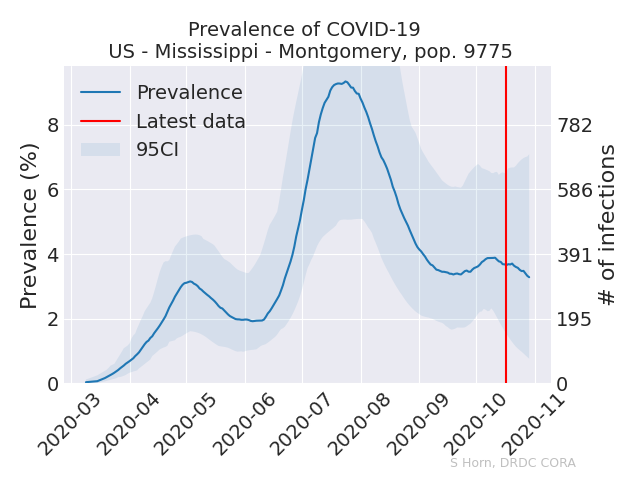 Prevalence of COVID-19
US - Mississippi - Montgomery, pop. 9775
Prevalence
Latest data
95CI
Prevalence (%)
8
6
4
2
0
782
586
391
195
0
# of infections
2020-03
2020-04
2020-05
2020-06
2020-07
2020-08
2020-09
2020-10
2020-11
S Horn, DRDC CORA